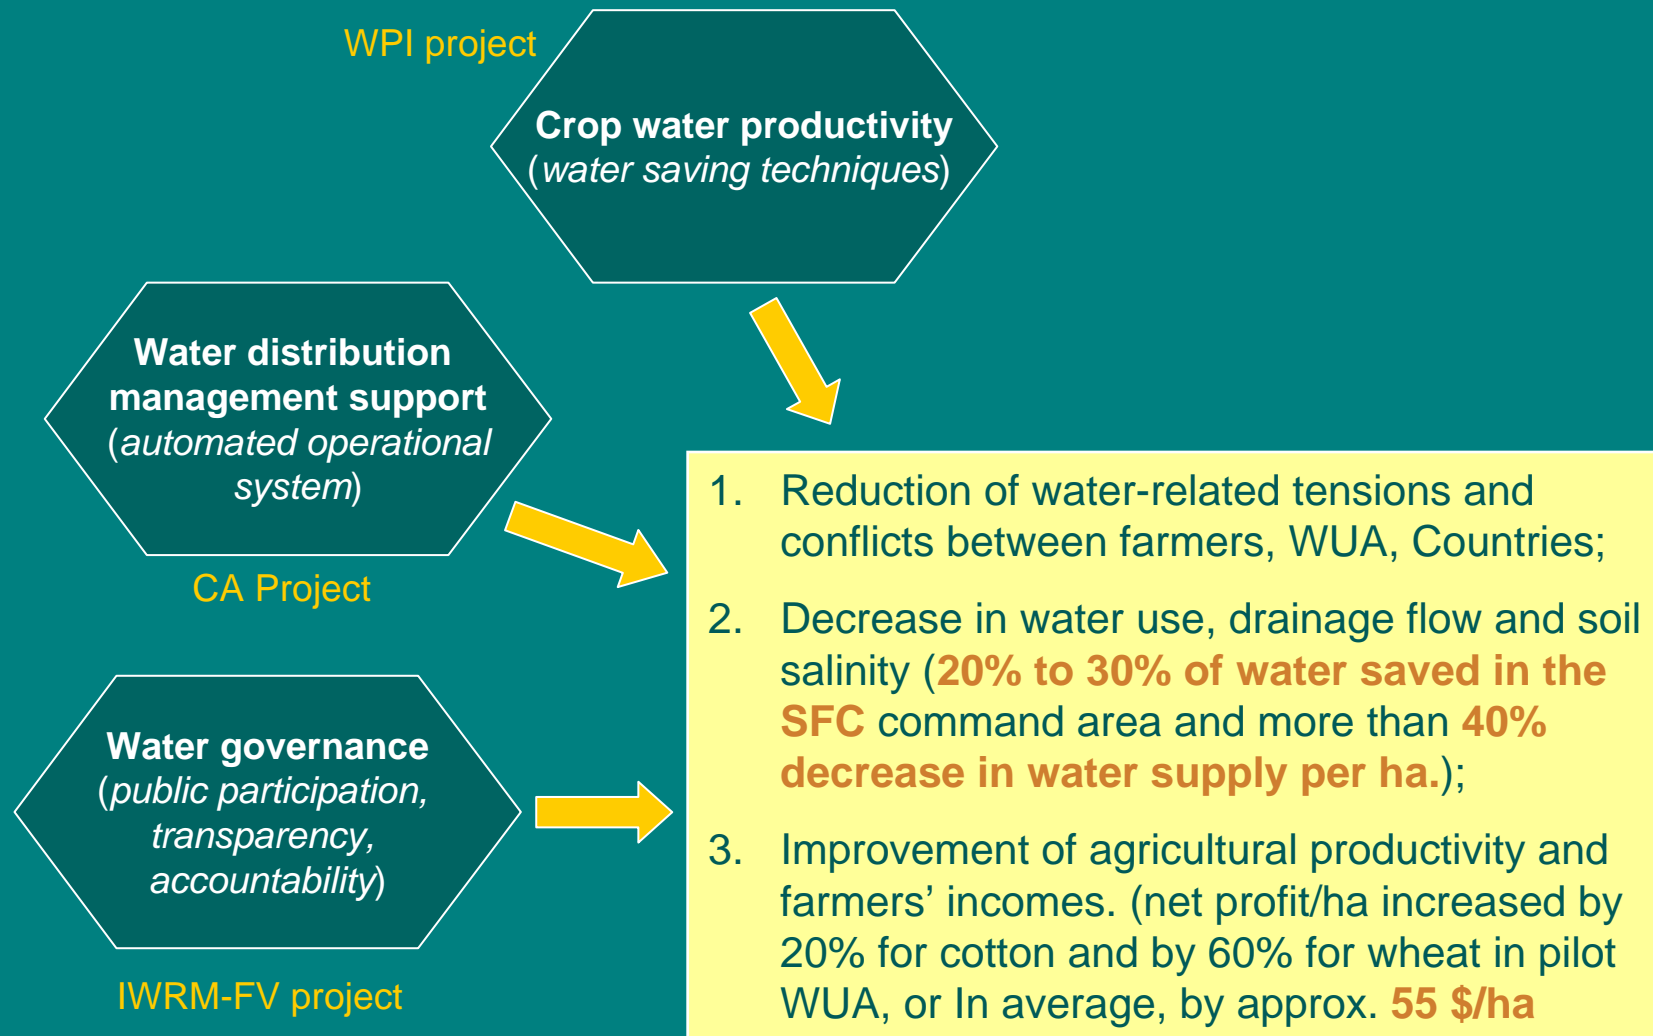 WPI project
Crop water productivity
(water saving techniques)
Water distribution
management support
(automated operational
system)
CA Project
Water governance
(public participation,
transparency,
accountability)
IWRM-FV project
1. Reduction of water-related tensions and
conflicts between farmers, WUA, Countries;
2. Decrease in water use, drainage flow and soil
salinity (20% to 30% of water saved in the
SFC command area and more than 40%
decrease in water supply per ha.);
3. Improvement of agricultural productivity and
farmers’ incomes. (net profit/ha increased by
20% for cotton and by 60% for wheat in pilot
WUA, or In average, by approx. 55 $/ha